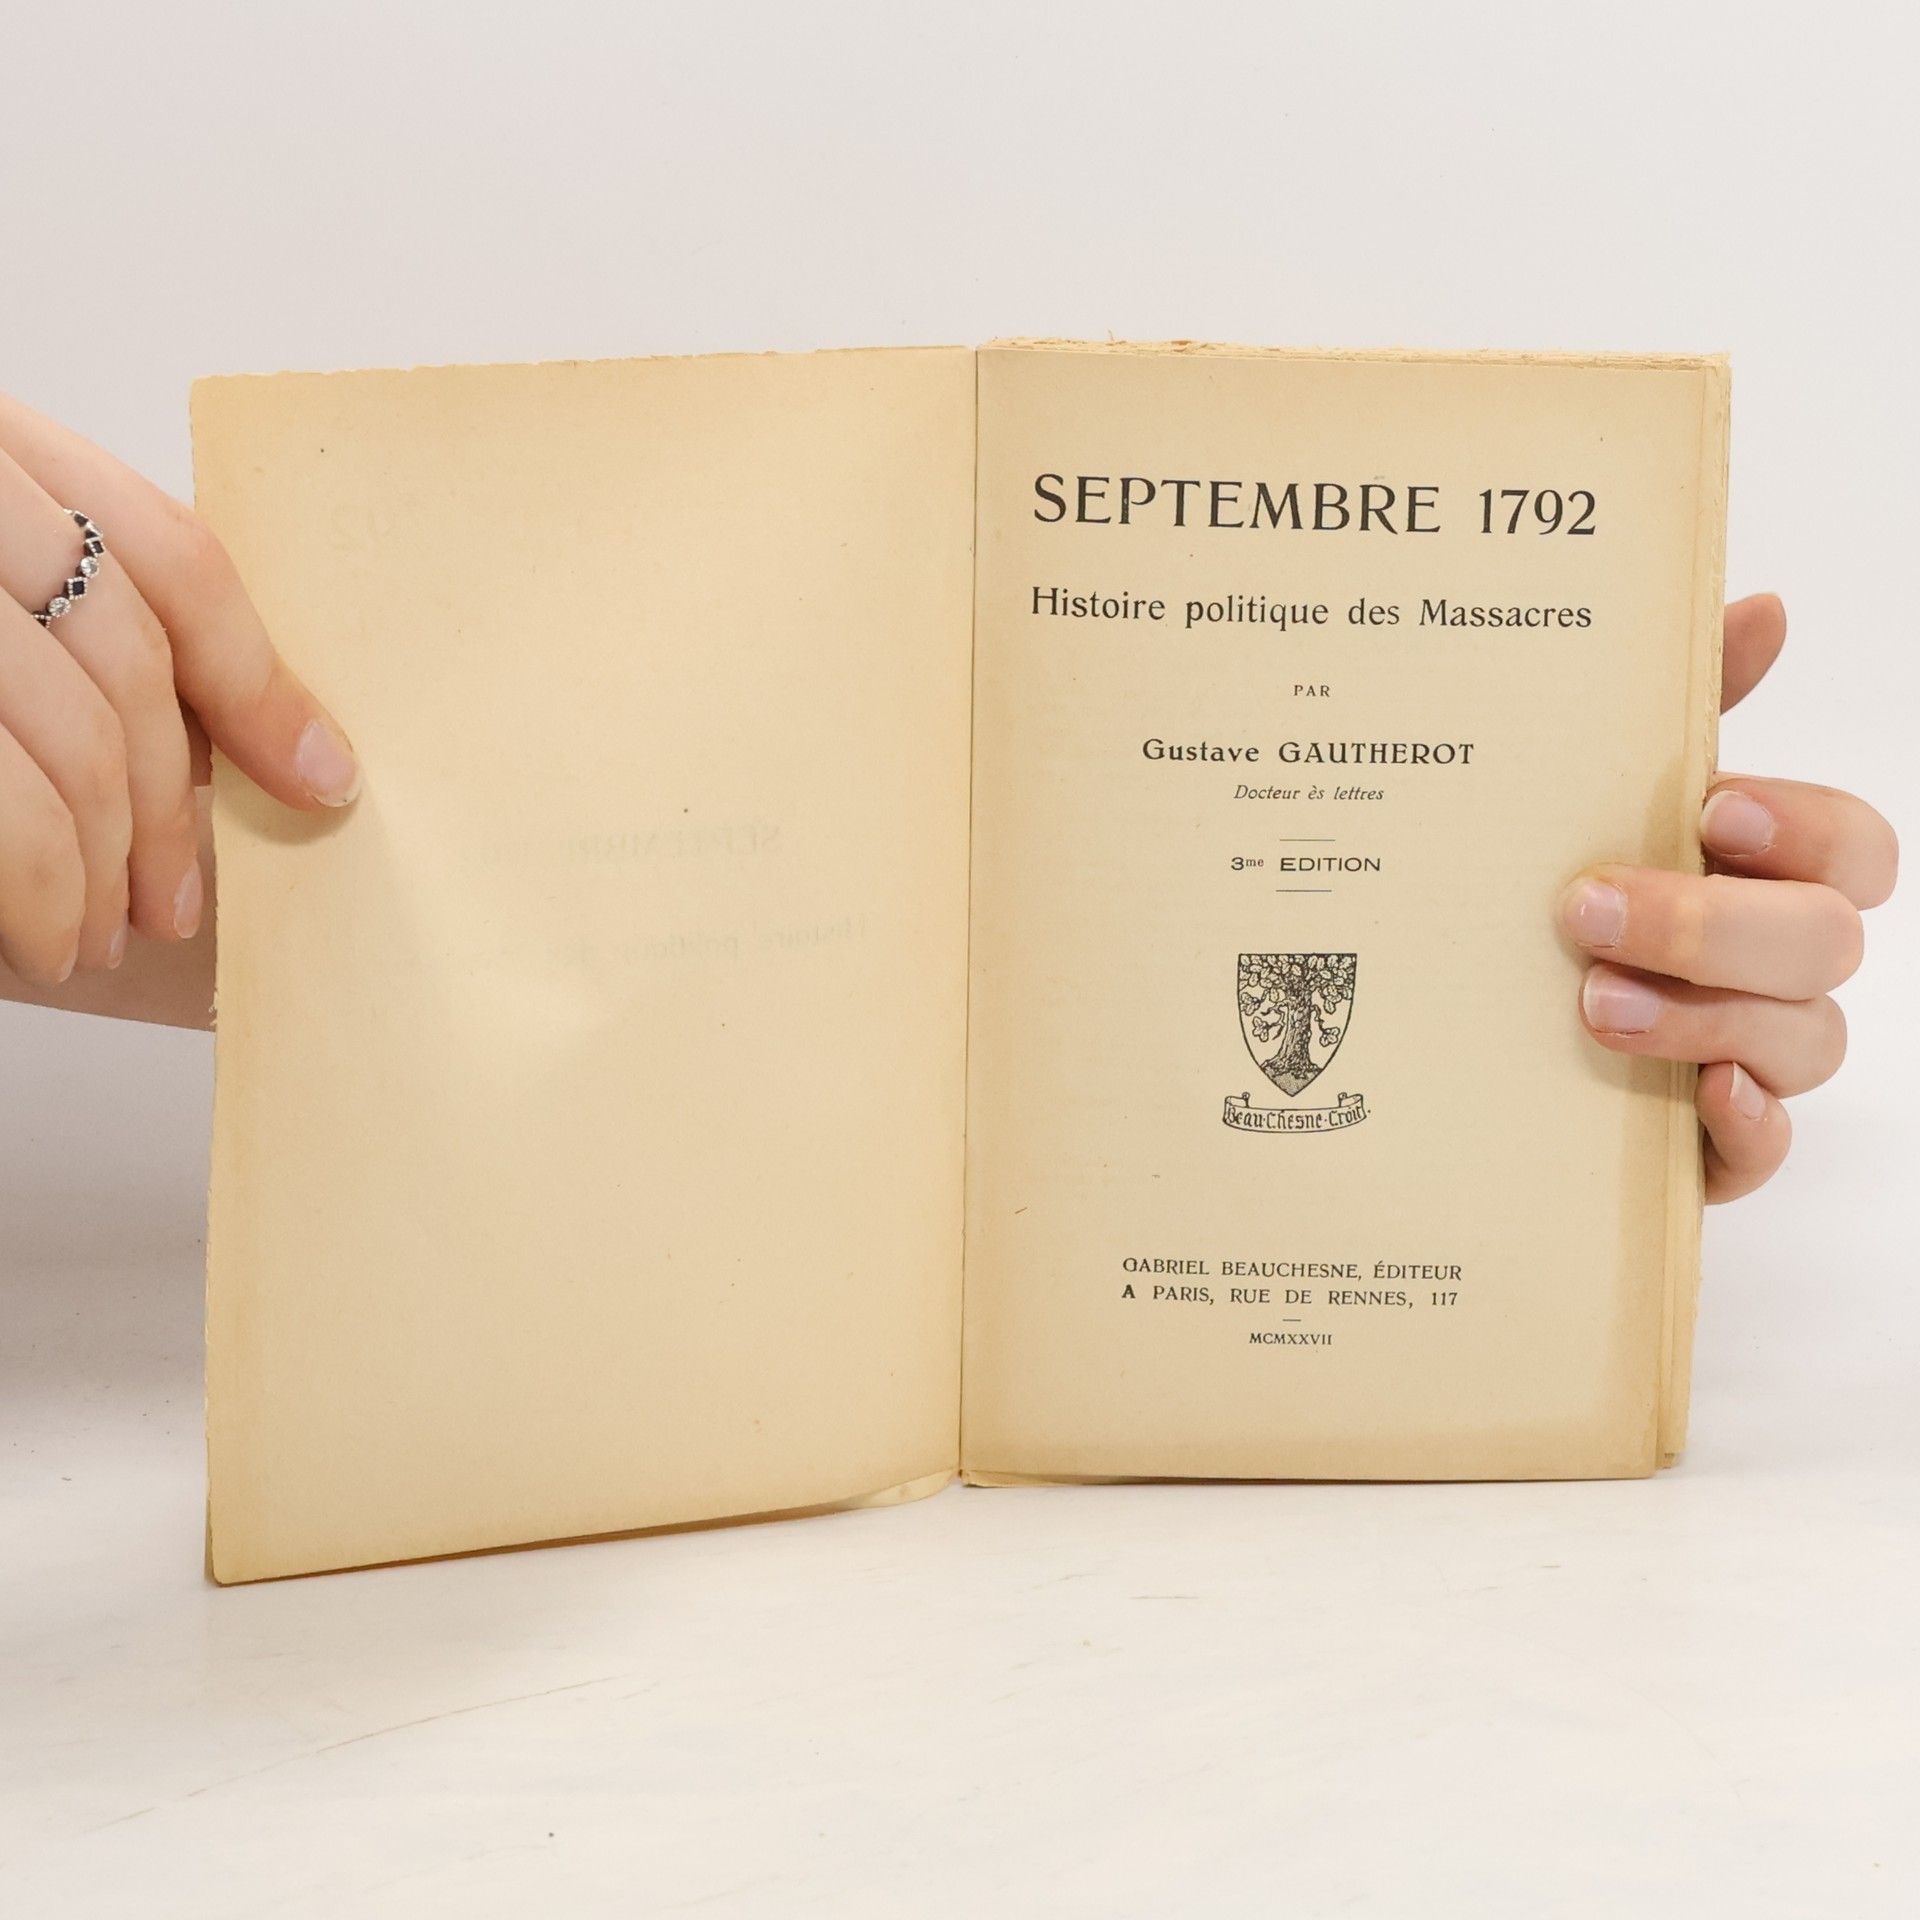 SEPTEMBRE 1792
Histoire politique des Massacres
PAR
Gustave GAUTHEROT
Docteur ès lettres
3me EDITION
Beau·Chesne·Croit
GABRIEL BEAUCHESNE, ÉDITEUR
A PARIS, RUE DE RENNES, 117
MCMXXVII